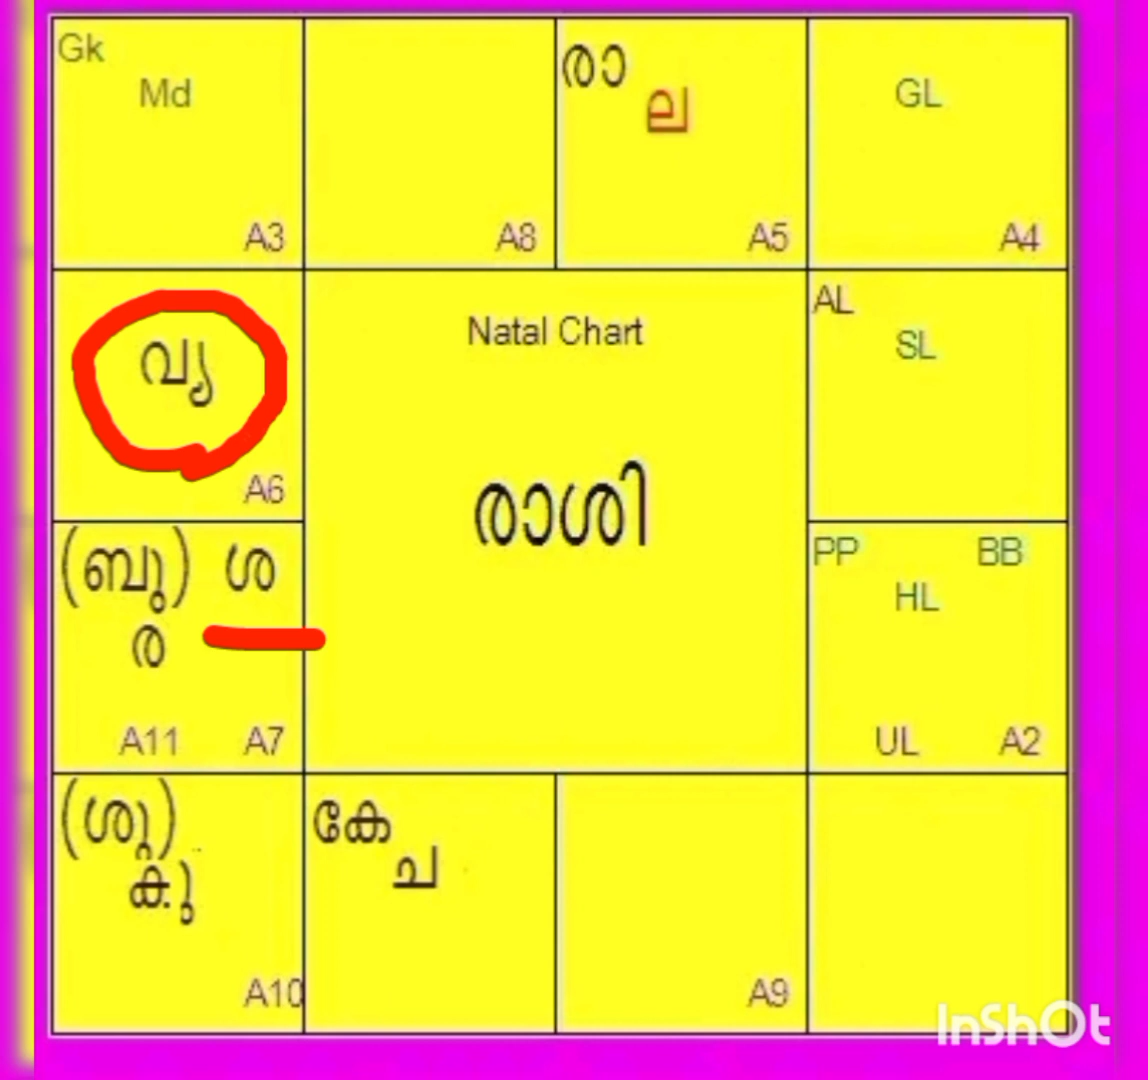 Gk
Md
A3
A8
രാ
ല
A5
GL
A4
വൃ
A6
Natal Chart
രാശി
AL
SL
(ബു) ശ
ര
A11 A7
PP BB
HL
UL A2
(ശു)
കു
A10
കേ
ച
A9
InShOt